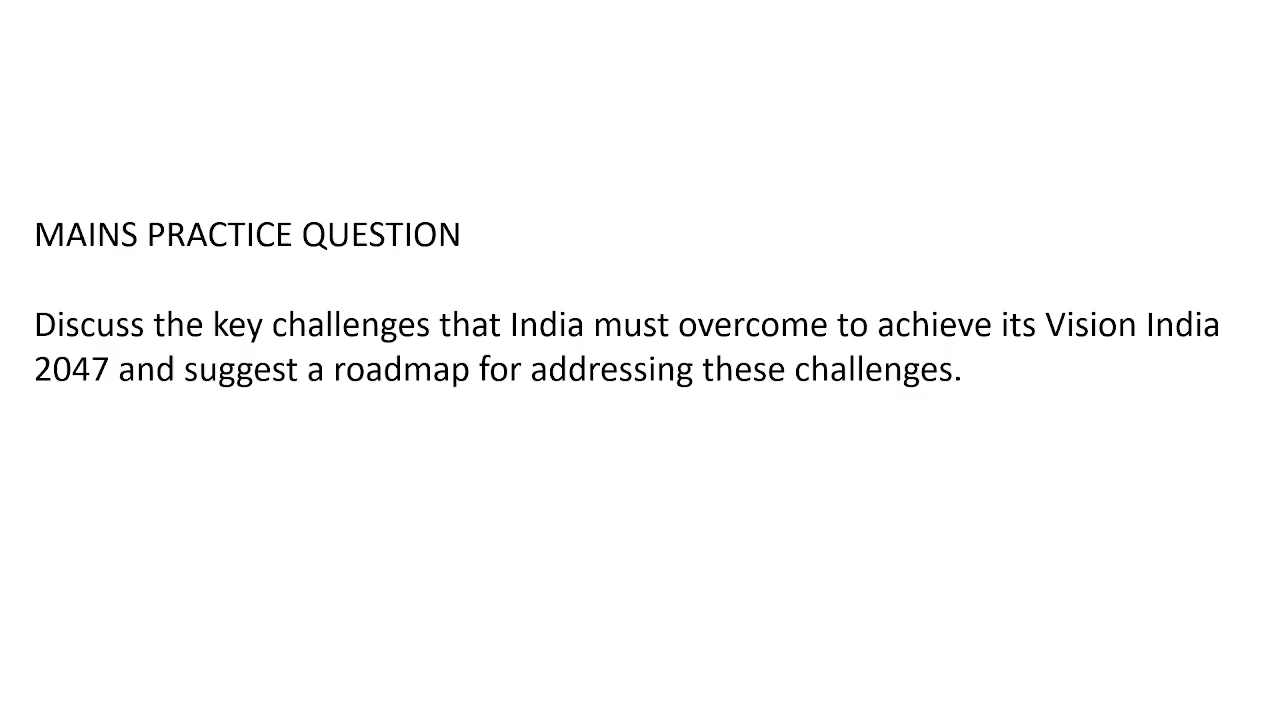 MAINS PRACTICE QUESTION
Discuss the key challenges that India must overcome to achieve its Vision India
2047 and suggest a roadmap for addressing these challenges.